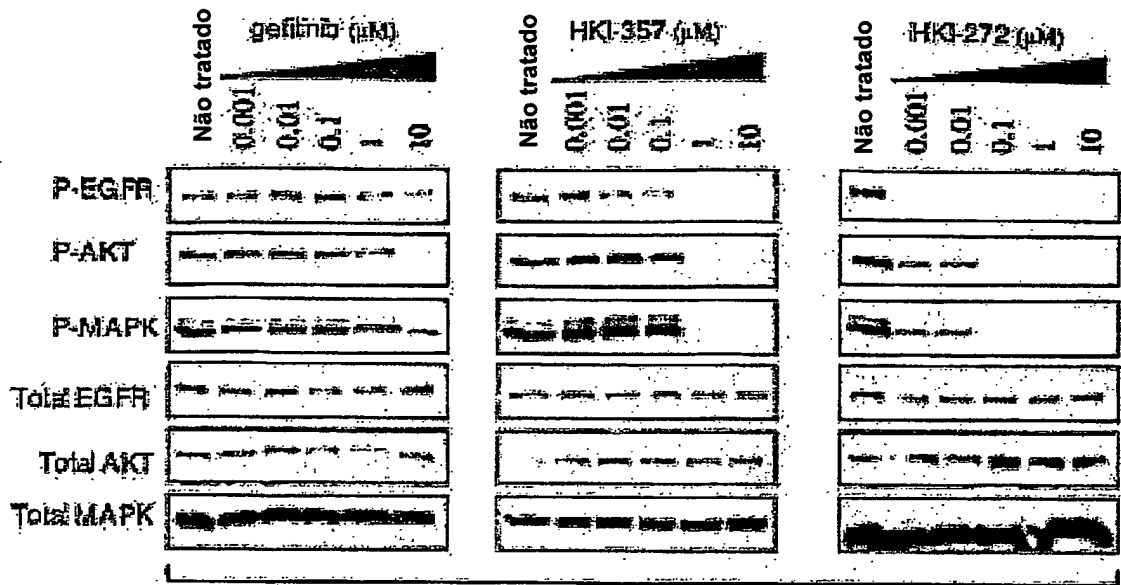 gefitinib (µM) HKI-357 (µM) HKI-272 (µM)
Não tratado 0.001 0.01 0.1 1 10 Não tratado 0.001 0.01 0.1 1 10 Não tratado 0.001 0.01 0.1 1 10
P-EGFR
P-AKT
P-MAPK
Total EGFR
Total AKT
Total MAPK